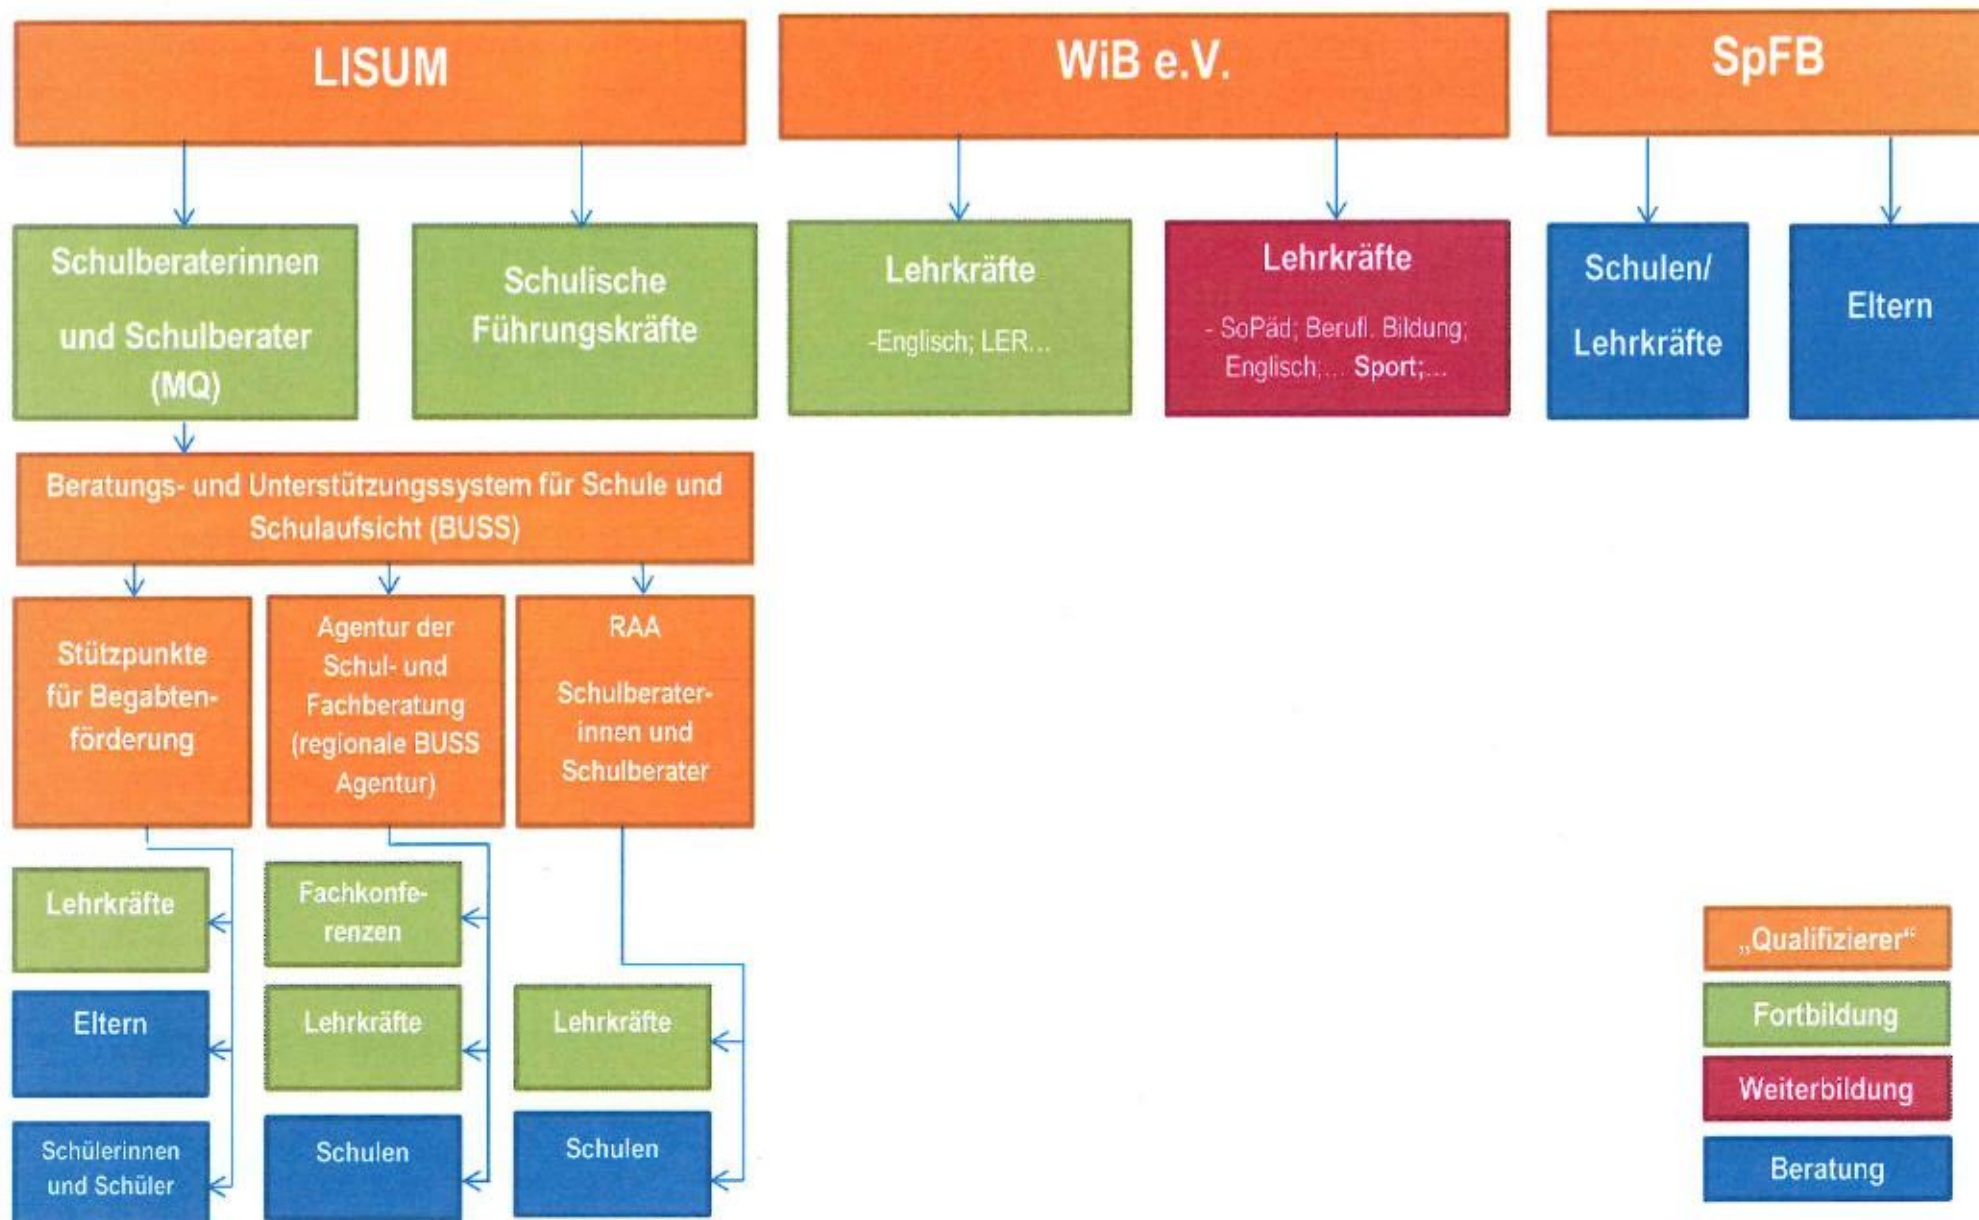 LISUM
WiB e.V.
SpFB
Schulberaterinnen
und Schulberater
(MQ)
Schulische
Führungskräfte
Lehrkräfte
-Englisch; LER...
Lehrkräfte
- SoPäd; Berufl. Bildung;
Englisch;... Sport;...
Schulen/
Lehrkräfte
Eltern
Beratungs- und Unterstützungssystem für Schule und
Schulaufsicht (BUSS)
Stützpunkte
für Begabten-
förderung
Agentur der
Schul- und
Fachberatung
(regionale BUSS
Agentur)
RAA
Schulberater-
innen und
Schulberater
Lehrkräfte
Eltern
Schülerinnen
und Schüler
Fachkonfe-
renzen
Lehrkräfte
Schulen
Lehrkräfte
Schulen
„Qualifizierer“
Fortbildung
Weiterbildung
Beratung